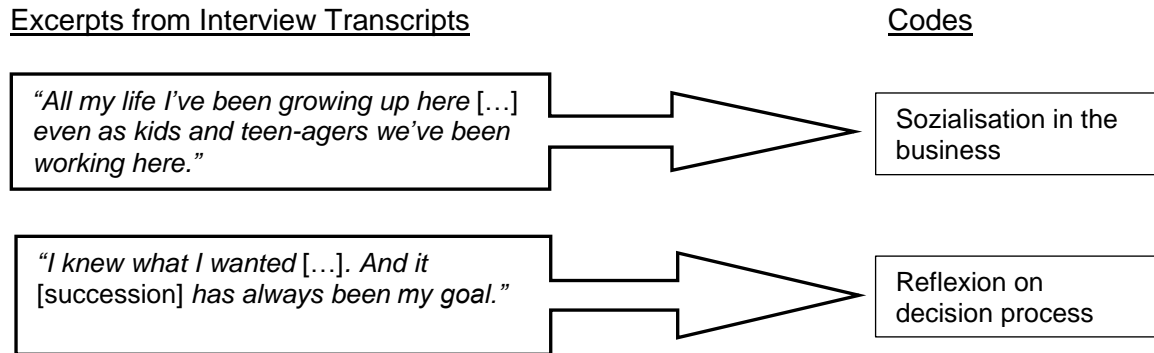 Excerpts from Interview Transcripts
Codes
“All my life I’ve been growing up here […]
even as kids and teen-agers we’ve been
working here.”
Sozialisation in the
business
“I knew what I wanted […]. And it
[succession] has always been my goal.”
Reflexion on
decision process